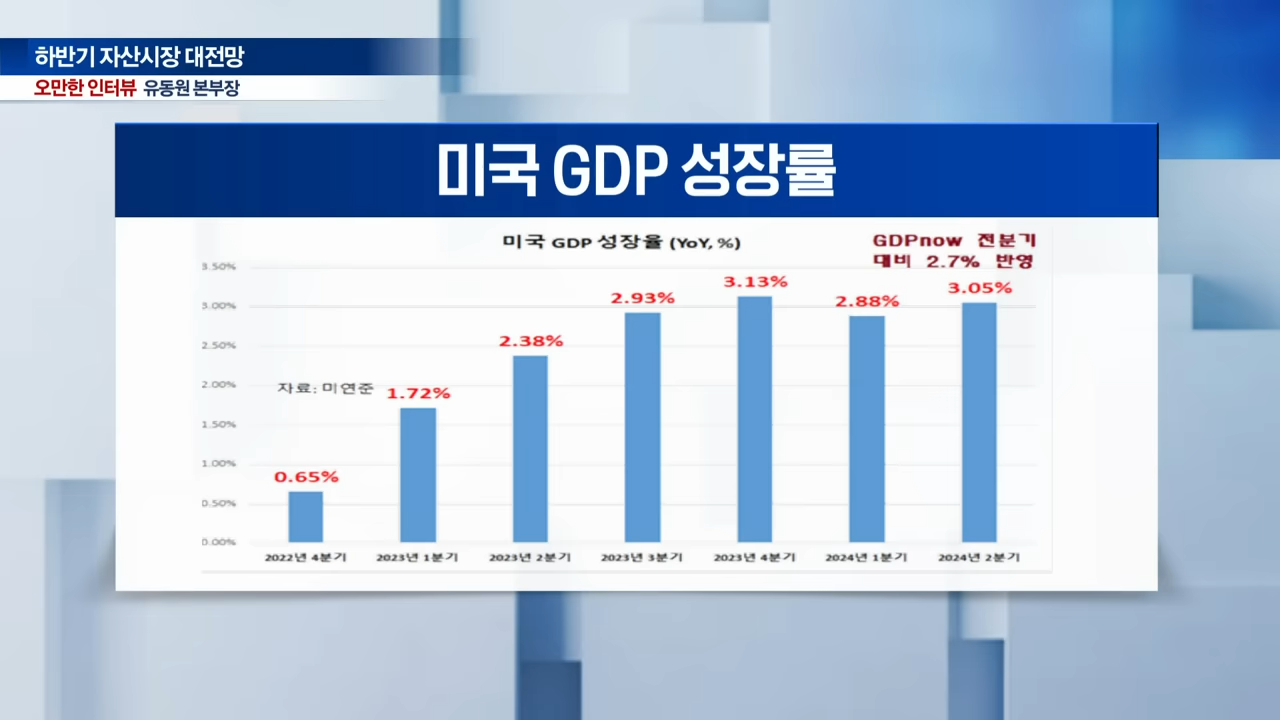 하반기 자산시장 대전망
오만한 인터뷰 유동원 본부장
미국 GDP 성장률
미국 GDP 성장율 (YoY, %)
GDPnow 전분기
대비 2.7% 반영
3.50%
3.00%
2.50%
2.00%
1.50%
1.00%
0.50%
0.00%
자료: 미연준
0.65%
1.72%
2.38%
2.93%
3.13%
2.88%
3.05%
2022년 4분기
2023년 1분기
2023년 2분기
2023년 3분기
2023년 4분기
2024년 1분기
2024년 2분기